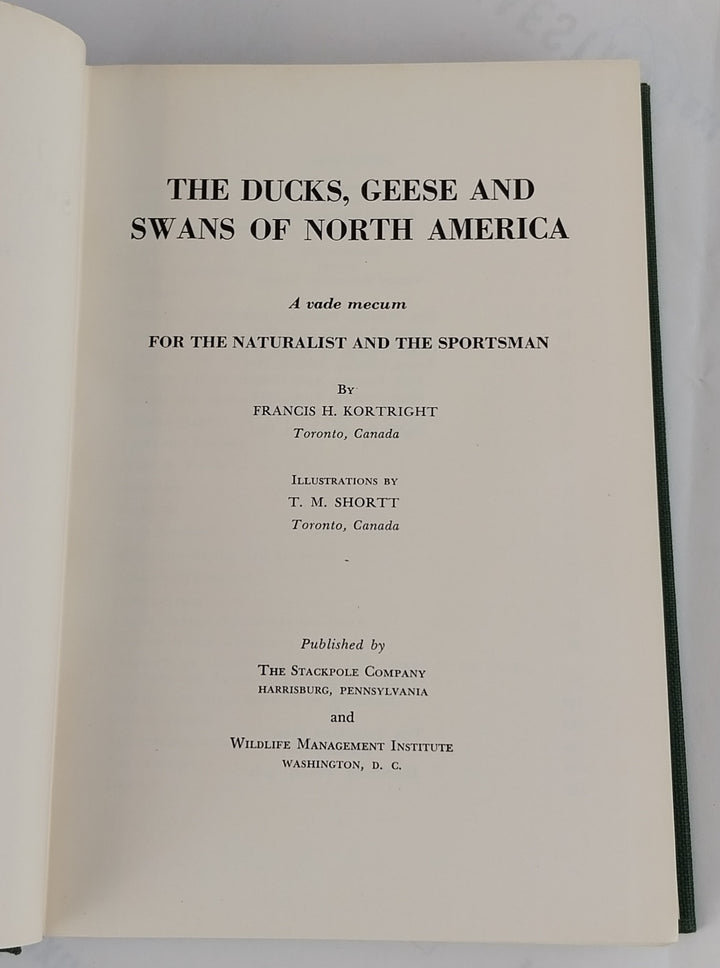 THE DUCKS, GEESE AND
SWANS OF NORTH AMERICA
A vade mecum
FOR THE NATURALIST AND THE SPORTSMAN
By
FRANCIS H. KORTRIGHT
Toronto, Canada
Illustrations by
T. M. SHORTT
Toronto, Canada
Published by
The Stackpole Company
HARRISBURG, PENNSYLVANIA
and
Wildlife Management Institute
WASHINGTON, D. C.